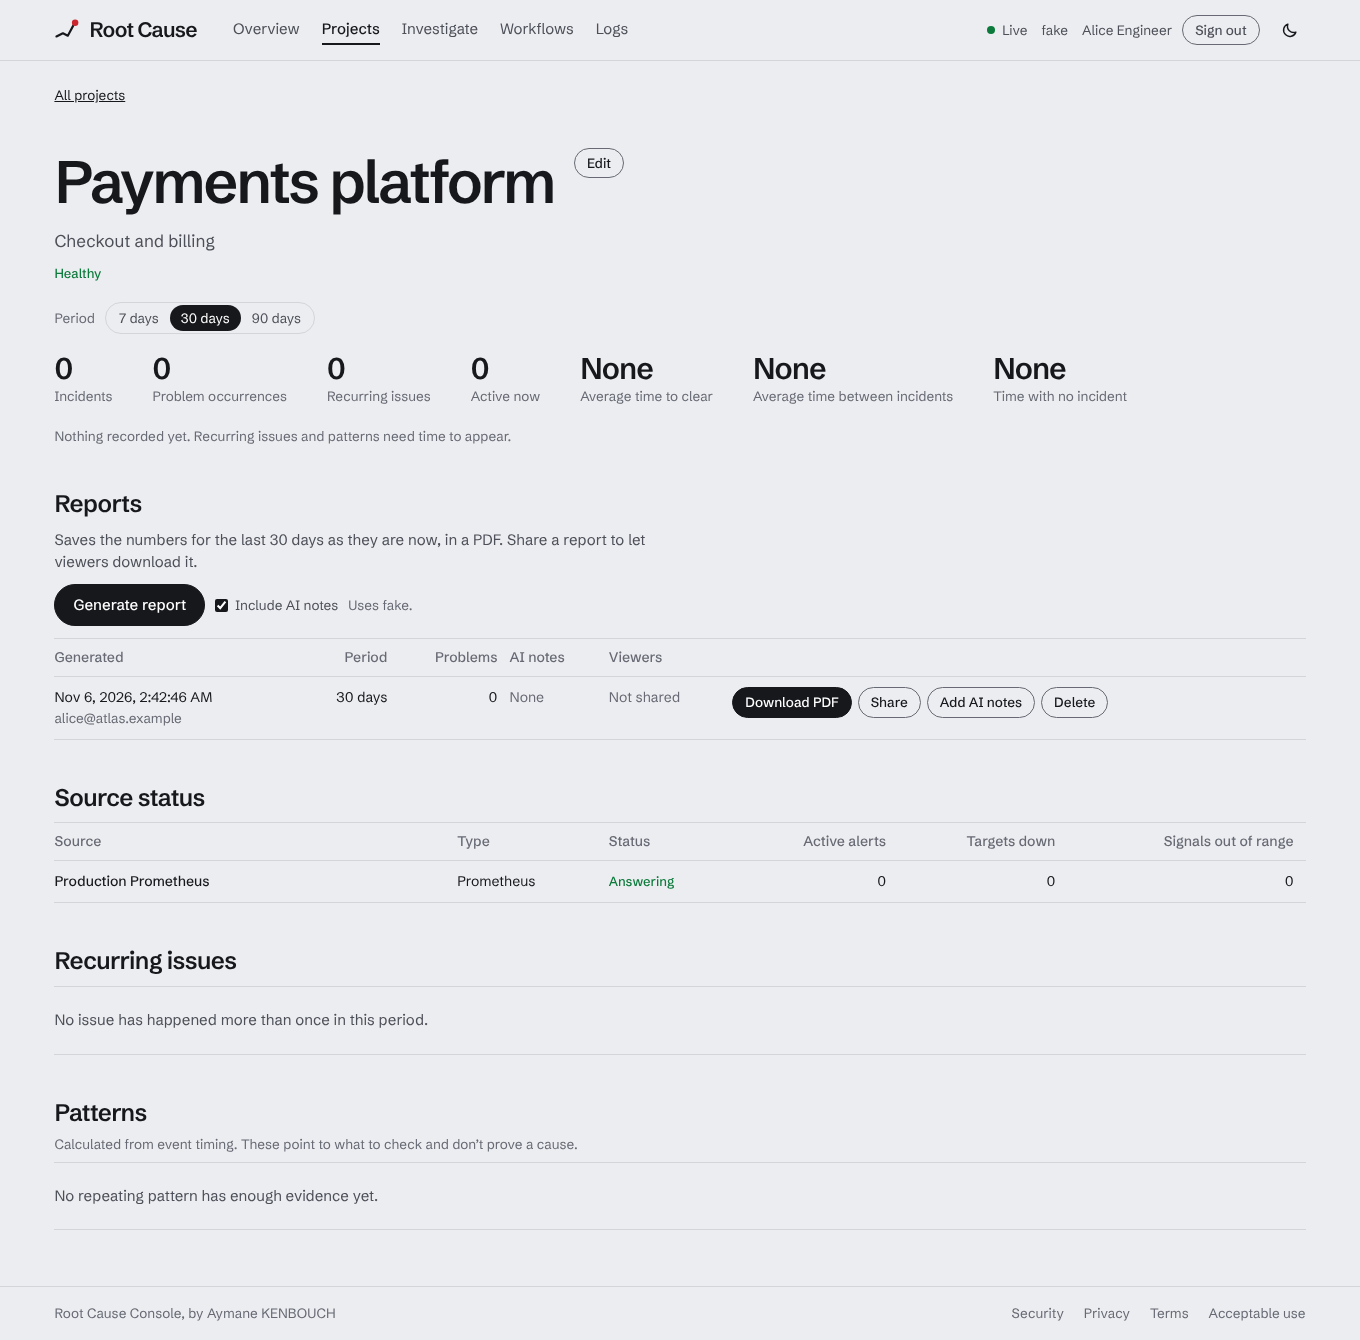 Root Cause
Overview
Projects
Investigate
Workflows
Logs
Live
fake
Alice Engineer
Sign out
All projects
Payments platform
Edit
Checkout and billing
Healthy
Period
7 days
30 days
90 days
0
0
0
0
None
None
None
Incidents
Problem occurrences
Recurring issues
Active now
Average time to clear
Average time between incidents
Time with no incident
Nothing recorded yet. Recurring issues and patterns need time to appear.
Reports
Saves the numbers for the last 30 days as they are now, in a PDF. Share a report to let
viewers download it.
Generate report
Include AI notes
Uses fake.
Generated
Period
Problems
AI notes
Viewers
Nov 6, 2026, 2:42:46 AM
30 days
0
None
Not shared
Download PDF
Share
Add AI notes
Delete
alice@atlas.example
Source status
Source
Type
Status
Active alerts
Targets down
Signals out of range
Production Prometheus
Prometheus
Answering
0
0
0
Recurring issues
No issue has happened more than once in this period.
Patterns
Calculated from event timing. These point to what to check and don’t prove a cause.
No repeating pattern has enough evidence yet.
Root Cause Console, by Aymane KENBOUCH
Security
Privacy
Terms
Acceptable use